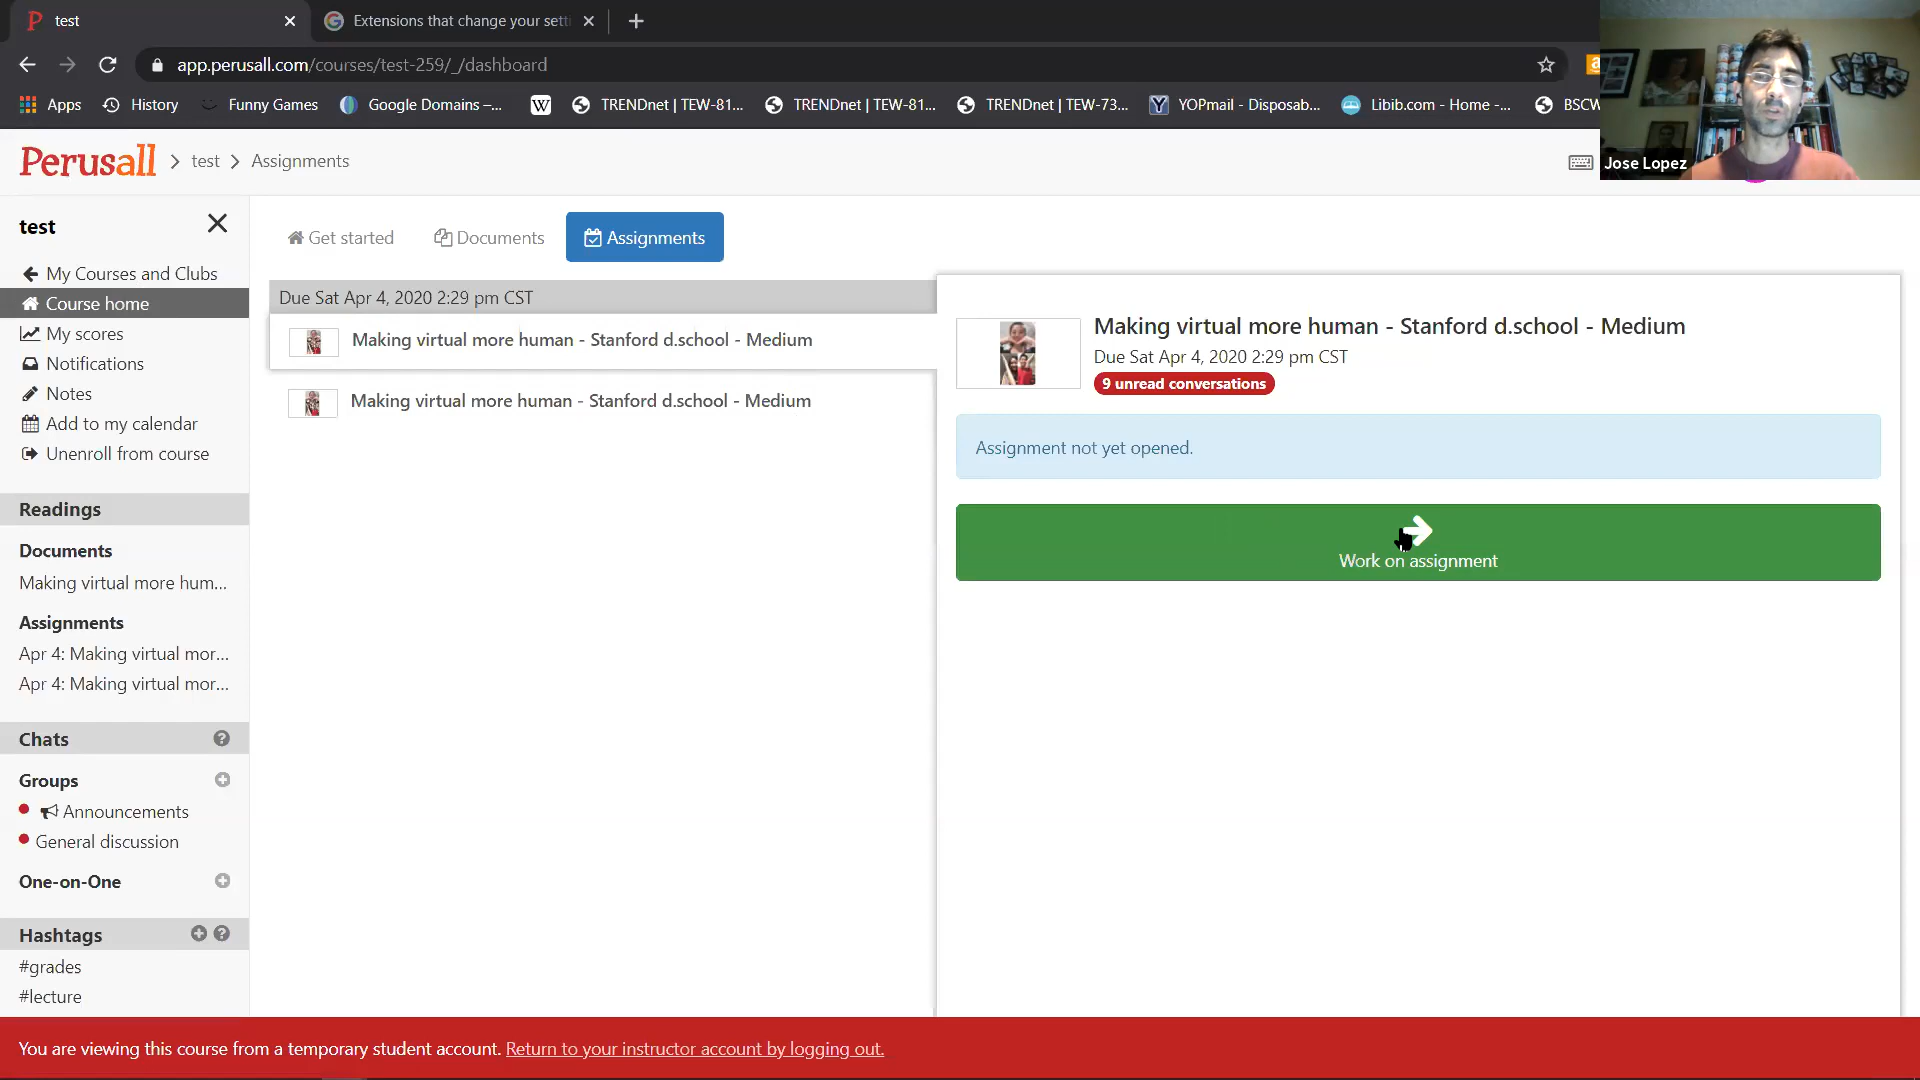 test
Extensions that change your sett
app.perusall.com/courses/test-259/_/dashboard
Apps
History
Funny Games
Google Domains –...
W
TRENDnet | TEW-81...
TRENDnet | TEW-81...
TRENDnet | TEW-73...
YOPmail - Disposab...
Libib.com - Home -...
BSCW
Jose Lopez
Perusall > test > Assignments
test
My Courses and Clubs
Course home
My scores
Notifications
Notes
Add to my calendar
Unenroll from course
Readings
Documents
Making virtual more hum...
Assignments
Apr 4: Making virtual mor...
Apr 4: Making virtual mor...
Chats
Groups
Announcements
General discussion
One-on-One
Hashtags
#grades
#lecture
Get started
Documents
Assignments
Due Sat Apr 4, 2020 2:29 pm CST
Making virtual more human - Stanford d.school - Medium
Making virtual more human - Stanford d.school - Medium
Making virtual more human - Stanford d.school - Medium
Due Sat Apr 4, 2020 2:29 pm CST
9 unread conversations
Assignment not yet opened.
Work on assignment
You are viewing this course from a temporary student account. Return to your instructor account by logging out.